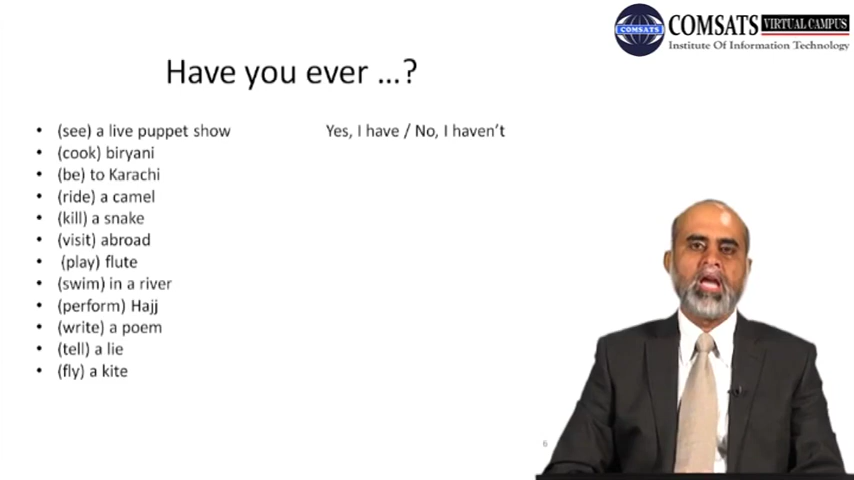 COMSATS
COMSATS VIRTUAL CAMPUS
Institute Of Information Technology
Have you ever ...?
• (see) a live puppet show Yes, I have / No, I haven't
• (cook) biryani
• (be) to Karachi
• (ride) a camel
• (kill) a snake
• (visit) abroad
• (play) flute
• (swim) in a river
• (perform) Hajj
• (write) a poem
• (tell) a lie
• (fly) a kite
6